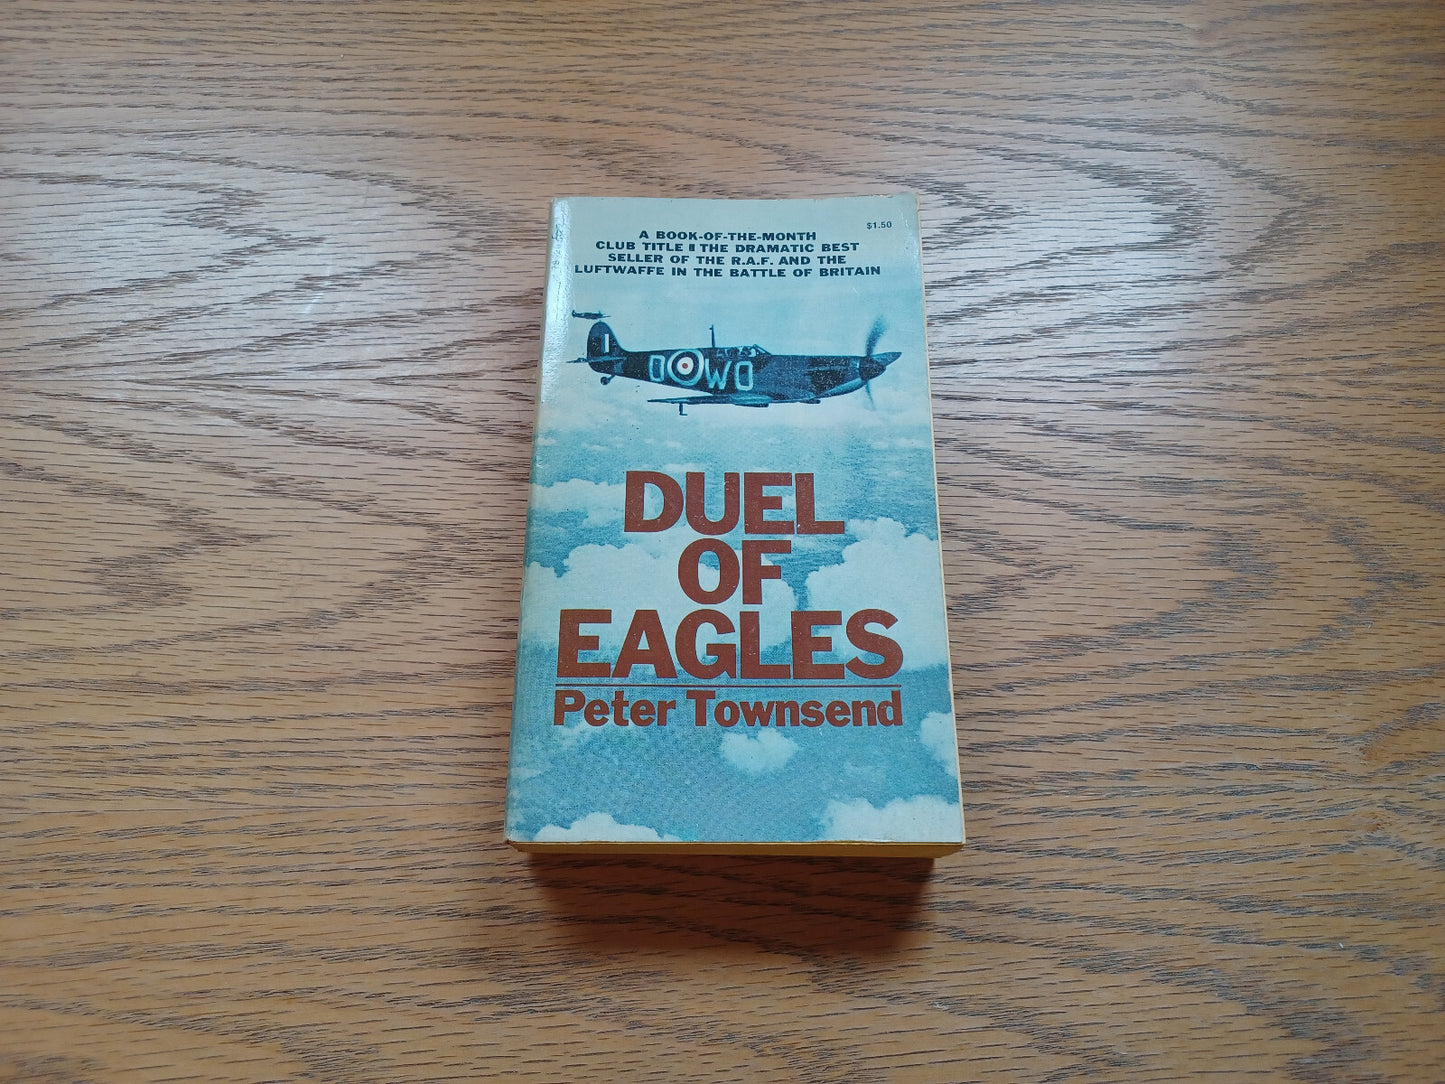 $1.50
A BOOK-OF-THE-MONTH
CLUB TITLE THE DRAMATIC BEST
SELLER OF THE R.A.F. AND THE
LUFTWAFFE IN THE BATTLE OF BRITAIN
O WO
DUEL
OF
EAGLES
Peter Townsend